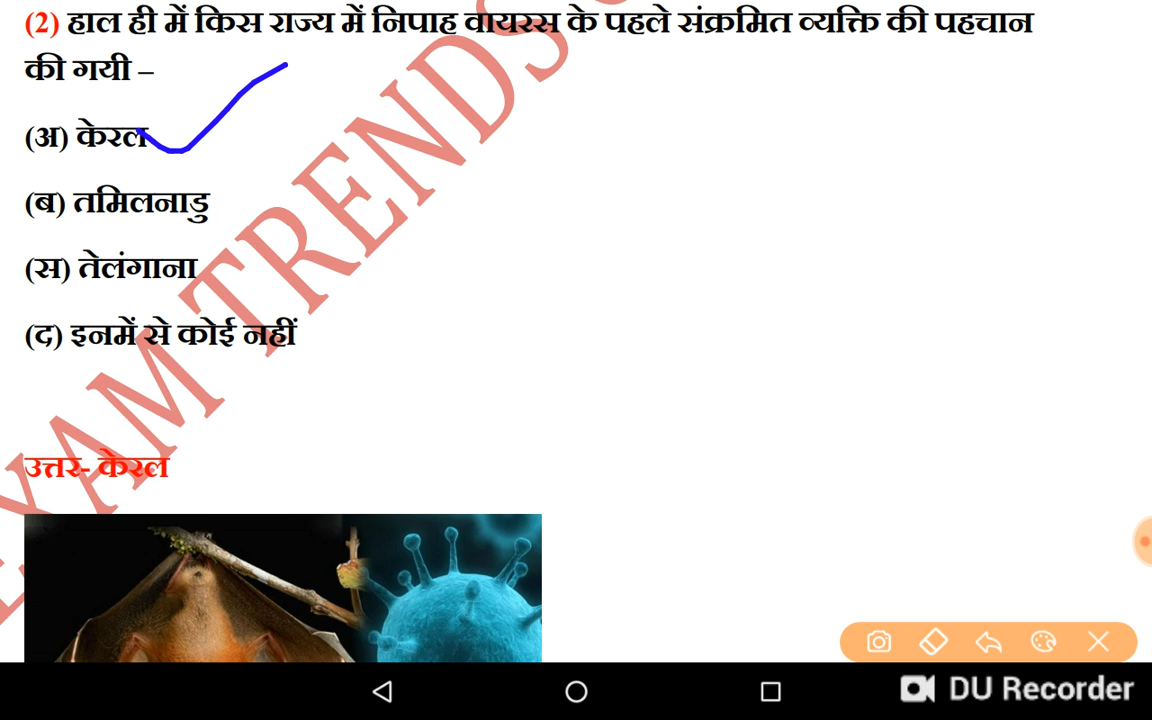 (2) हाल ही में किस राज्य में निपाह वायरस के पहले संक्रमित व्यक्ति की पहचान
की गयी –
(अ) केरल
(ब) तमिलनाडु
(स) तेलंगाना
(द) इनमें से कोई नहीं
EXAM TRENDS
उत्तर- केरल
DU Recorder